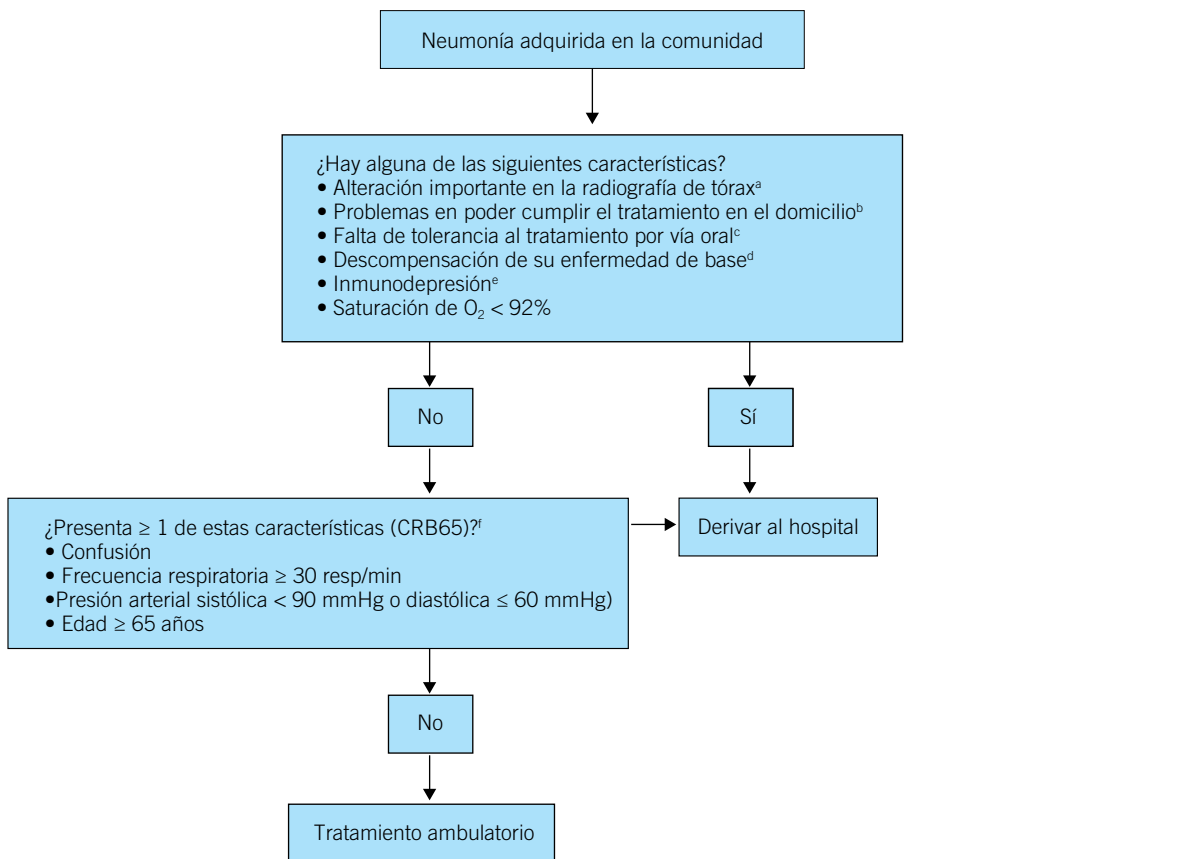 Neumonía adquirida en la comunidad
¿Hay alguna de las siguientes características?
• Alteración importante en la radiografía de tóraxᵃ
• Problemas en poder cumplir el tratamiento en el domicilioᵇ
• Falta de tolerancia al tratamiento por vía oralᶜ
• Descompensación de su enfermedad de baseᵈ
• Inmunodepresiónᵉ
• Saturación de O₂ < 92%
No
Sí
¿Presenta ≥ 1 de estas características (CRB65)?ᶠ
• Confusión
• Frecuencia respiratoria ≥ 30 resp/min
•Presión arterial sistólica < 90 mmHg o diastólica ≤ 60 mmHg)
• Edad ≥ 65 años
Derivar al hospital
No
Tratamiento ambulatorio